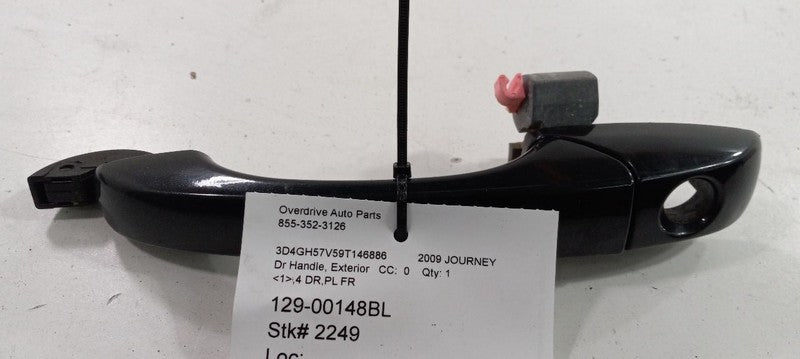 Overdrive Auto Parts
855-352-3126
3D4GH57V59T146886 2009 JOURNEY
Dr Handle, Exterior CC: 0 Qty: 1
<1>,4 DR,PL FR
129-00148BL
Stk# 2249
Loc: